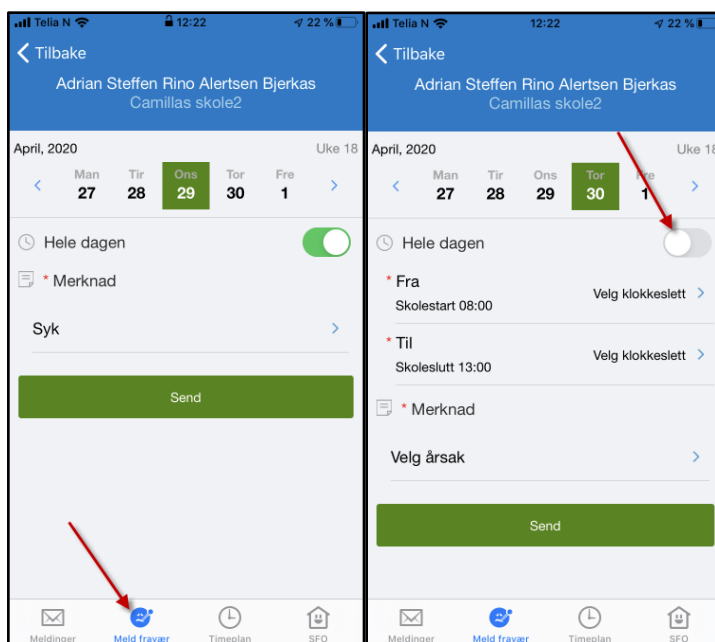 Telia N 12:22 22 %
Tilbake
Adrian Steffen Rino Alertsen Bjerkas
Camillas skole2
April, 2020 Uke 18
Man Tir Ons Tor Fre
27 28 29 30 1
Hele dagen
* Merknad
Syk
Send
Meldinger Meld fravær Timeplan SFO
Telia N 12:22 22 %
Tilbake
Adrian Steffen Rino Alertsen Bjerkas
Camillas skole2
April, 2020 Uke 18
Man Tir Ons Tor Fre
27 28 29 30 1
Hele dagen
* Fra
Skolestart 08:00 Velg klokkeslett
* Til
Skoleslutt 13:00 Velg klokkeslett
* Merknad
Velg årsak
Send
Meldinger Meld fravær Timeplan SFO